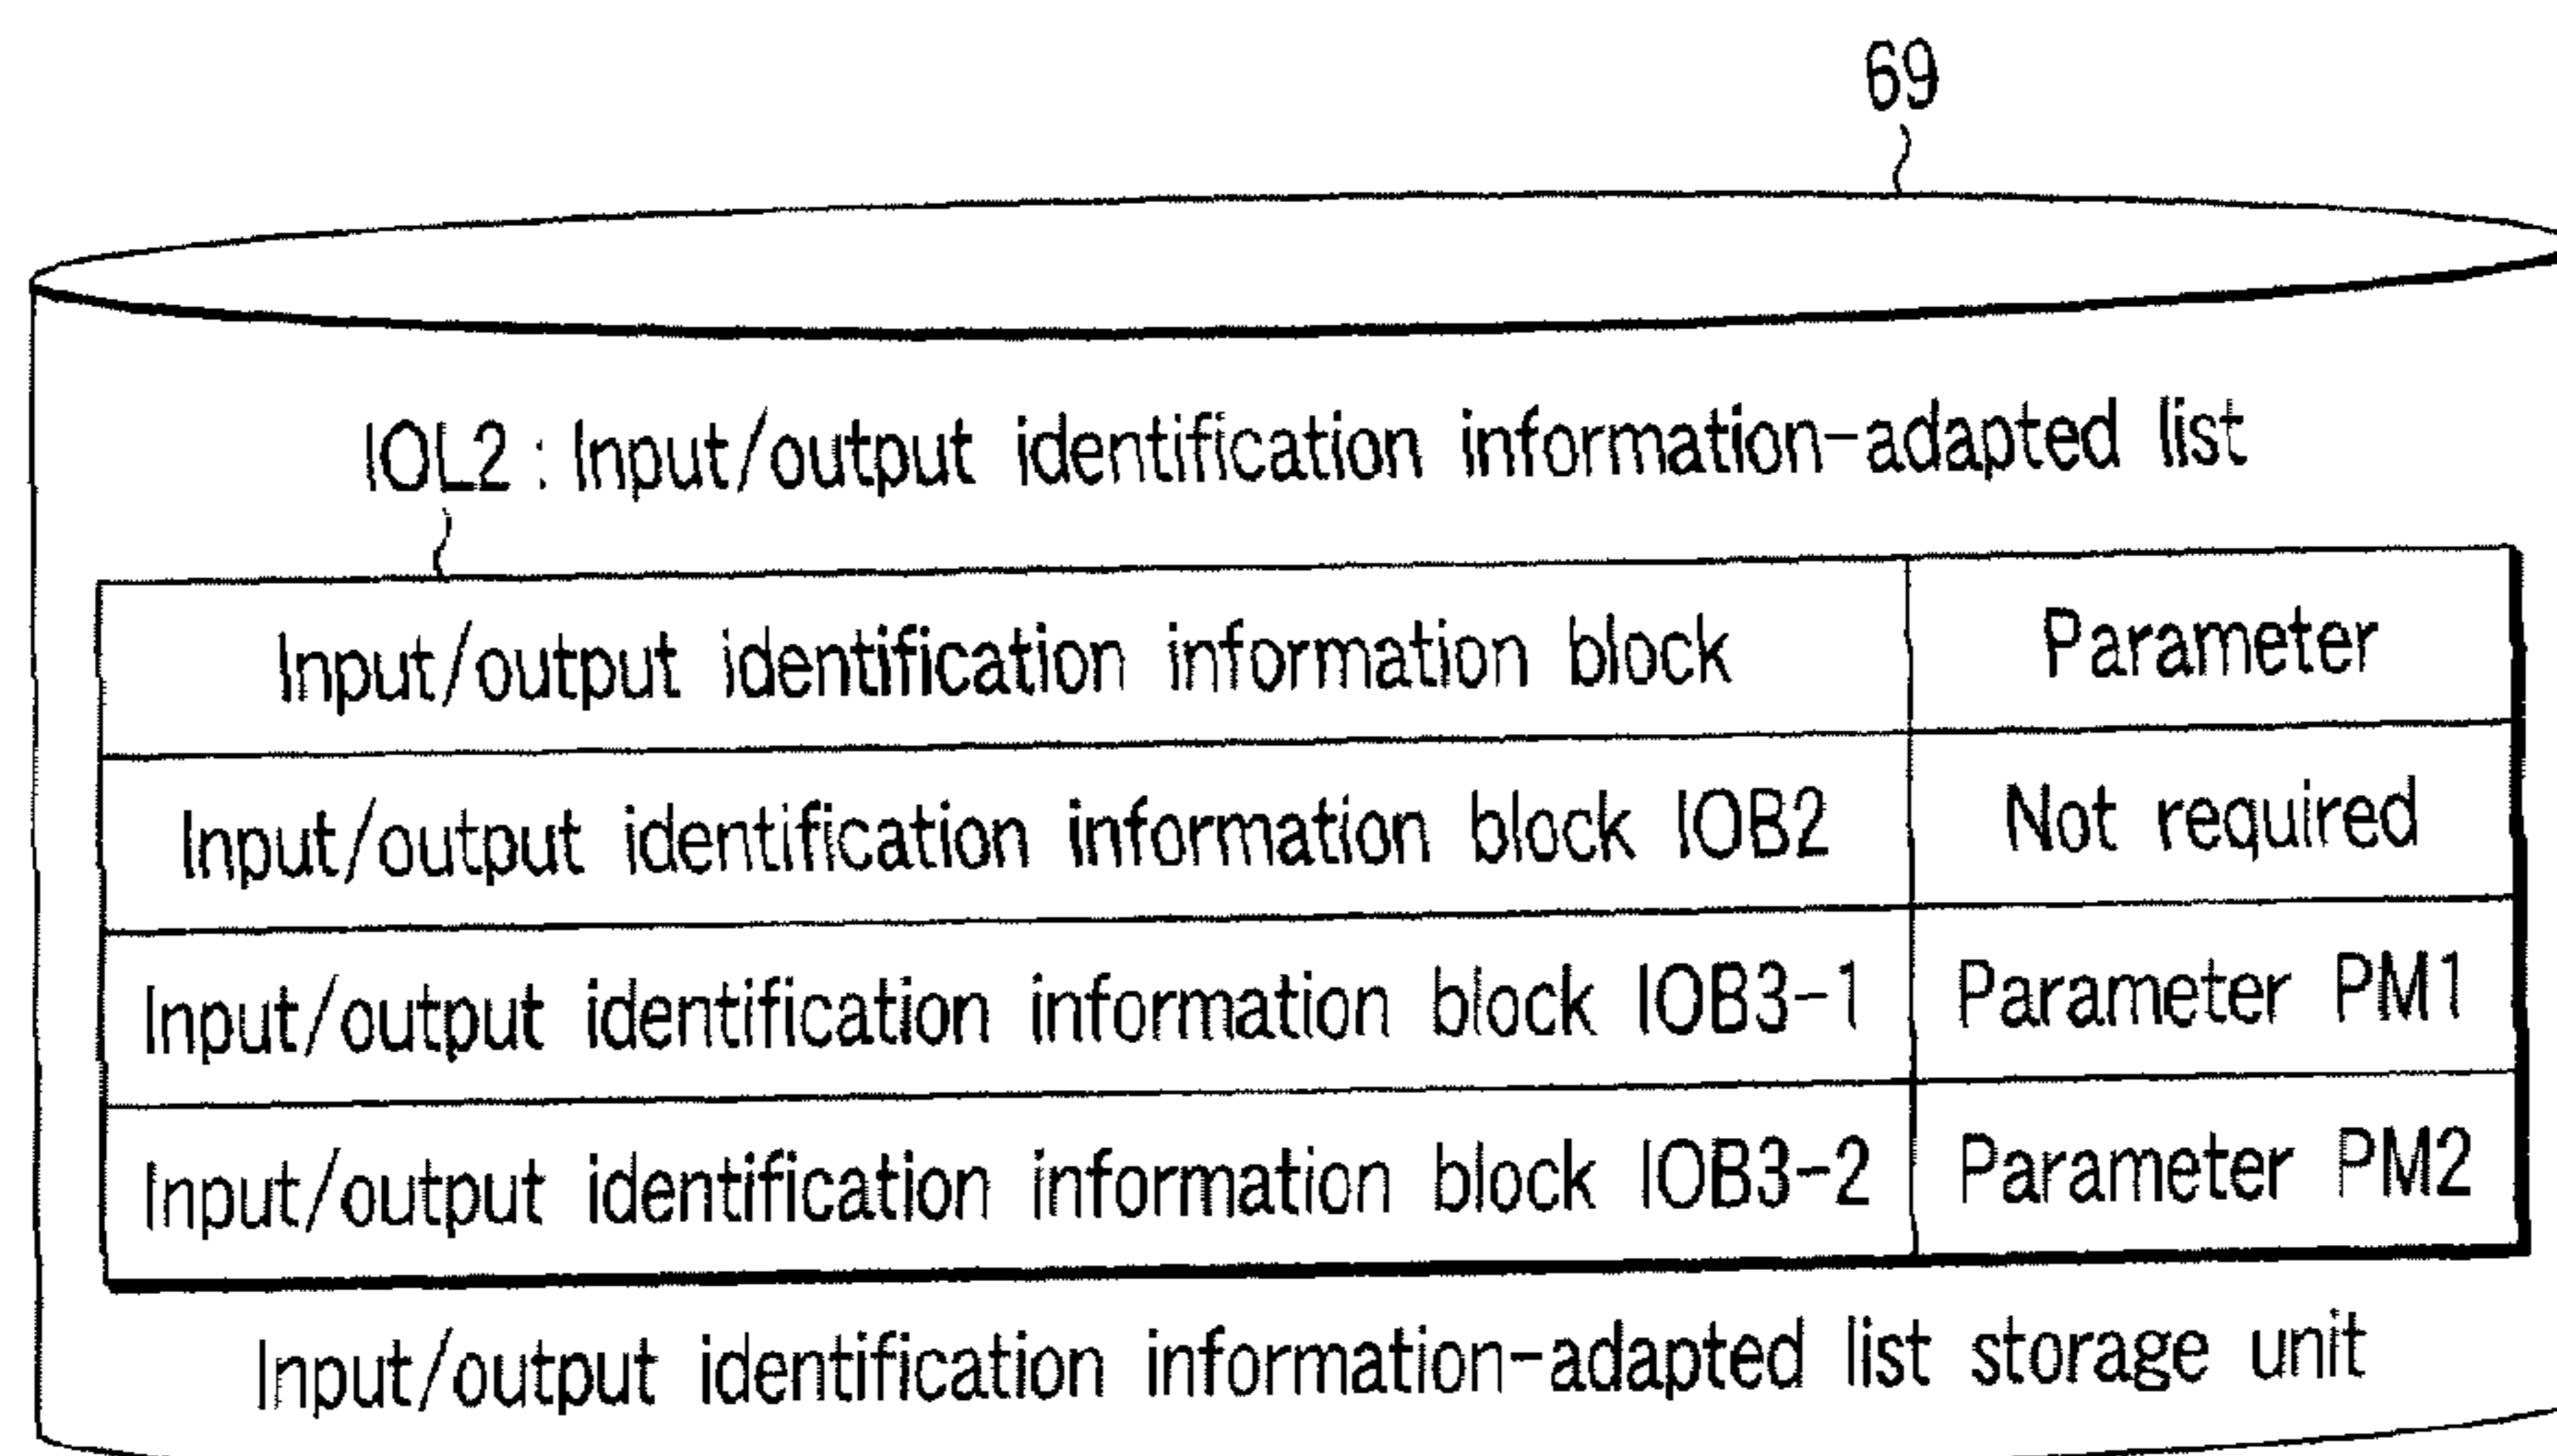 69
IOL2 : Input/output identification information-adapted list
Input/output identification information block Parameter
Input/output identification information block IOB2 Not required
Input/output identification information block IOB3-1 Parameter PM1
Input/output identification information block IOB3-2 Parameter PM2
Input/output identification information-adapted list storage unit